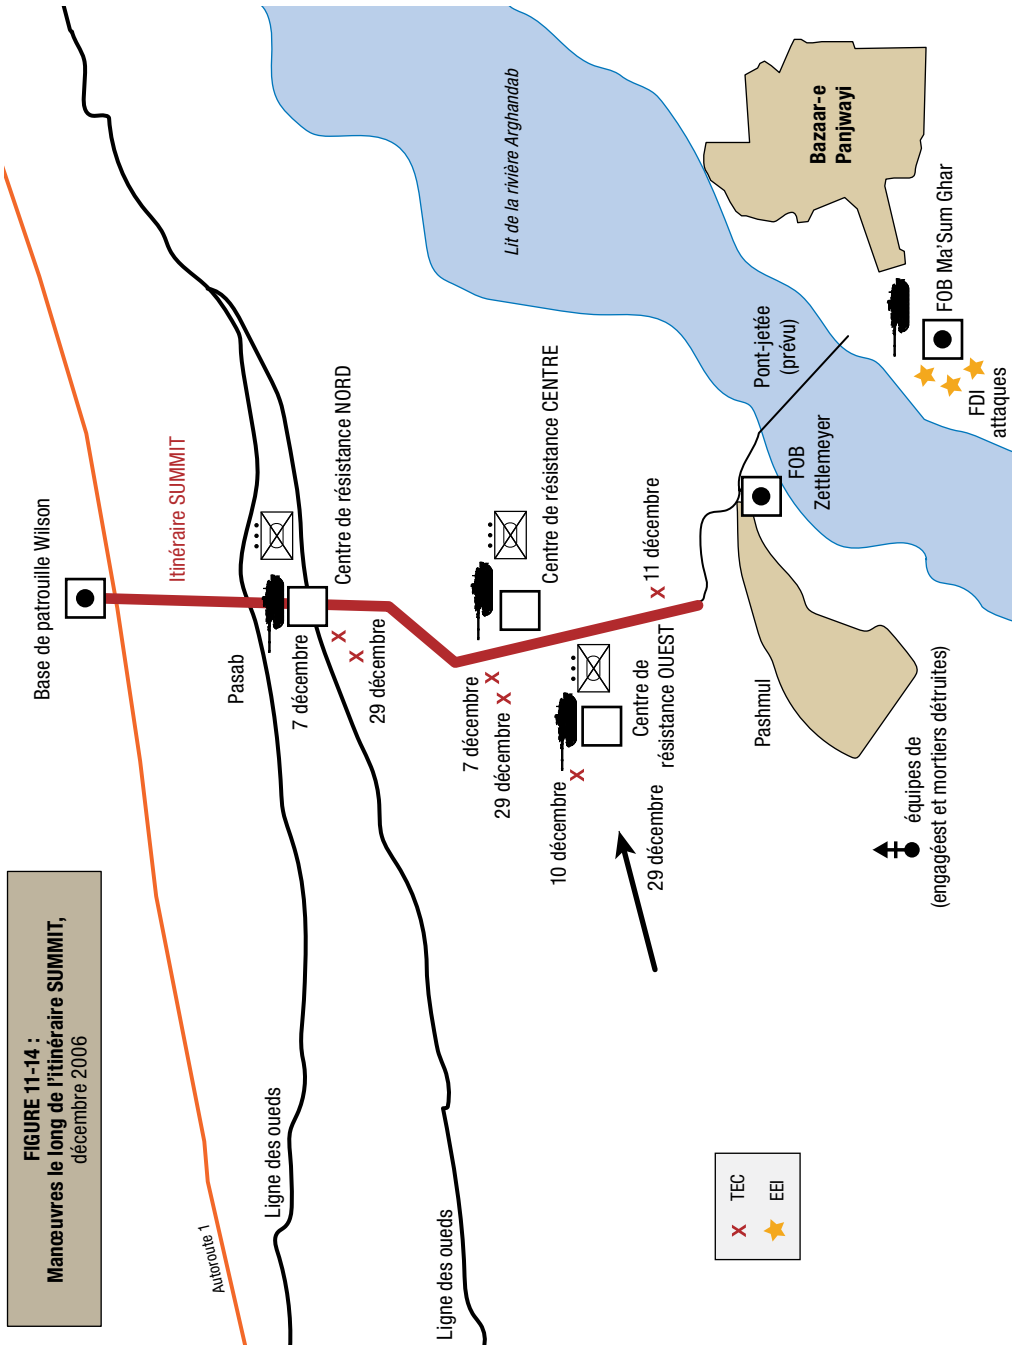 FIGURE 11-14 :
Manœuvres le long de l'itinéraire SUMMIT,
décembre 2006
Autoroute 1
Ligne des oueds
Ligne des oueds
Base de patrouille Wilson
Itinéraire SUMMIT
Pasab
7 décembre
Centre de résistance NORD
29 décembre
7 décembre
29 décembre
Centre de résistance CENTRE
10 décembre
Centre de
résistance OUEST
29 décembre
11 décembre
Pashmul
FOB
Zettlemeyer
Pont-jetée
(prévu)
Lit de la rivière Arghandab
Bazaar-e
Panjwayi
FOB Ma'Sum Ghar
FDI
attaques
équipes de
(engagéest et mortiers détruites)
X TEC
EEI